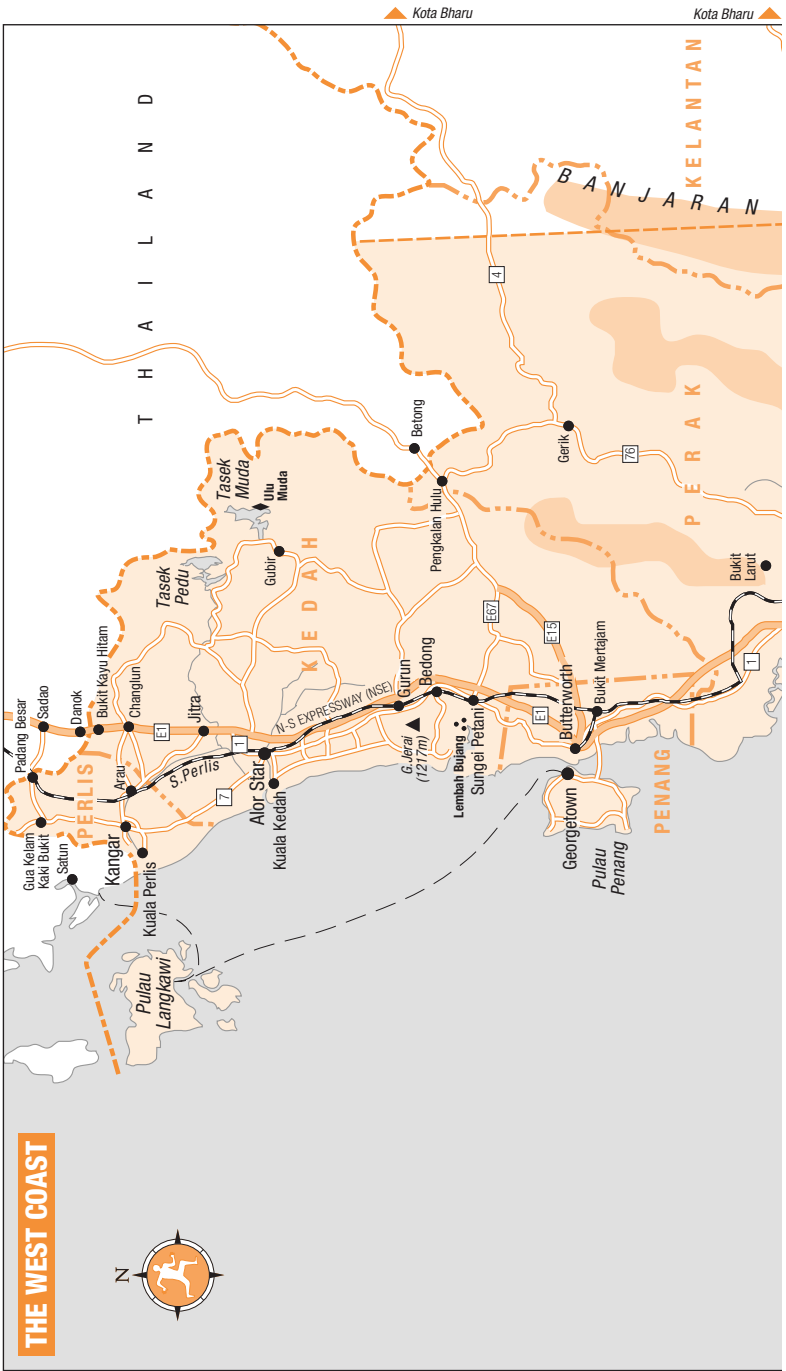 THE WEST COAST
N
Kota Bharu
Kota Bharu
THAILAND
KELANTAN
BANJARAN
PERAK
KEDAH
PERLIS
PENANG
Padang Besar
Sadao
Danok
Bukit Kayu Hitam
Changlun
Jitra
Gua Kelam
Kaki Bukit
Satun
Arau
Kangar
Kuala Perlis
S.Perlis
E1
1
7
Alor Star
Kuala Kedah
Pulau
Langkawi
Tasek
Pedu
Tasek
Muda
Ulu
Muda
Gubir
N-S EXPRESSWAY (NSE)
Gurun
Bedong
G.Jerai
(1217m)
Lembah Bujang
Sungei Petani
E1
Betong
Pengkalan Hulu
4
Gerik
76
E67
E15
Butterworth
Bukit Mertajam
Georgetown
Pulau
Penang
Bukit
Larut
1